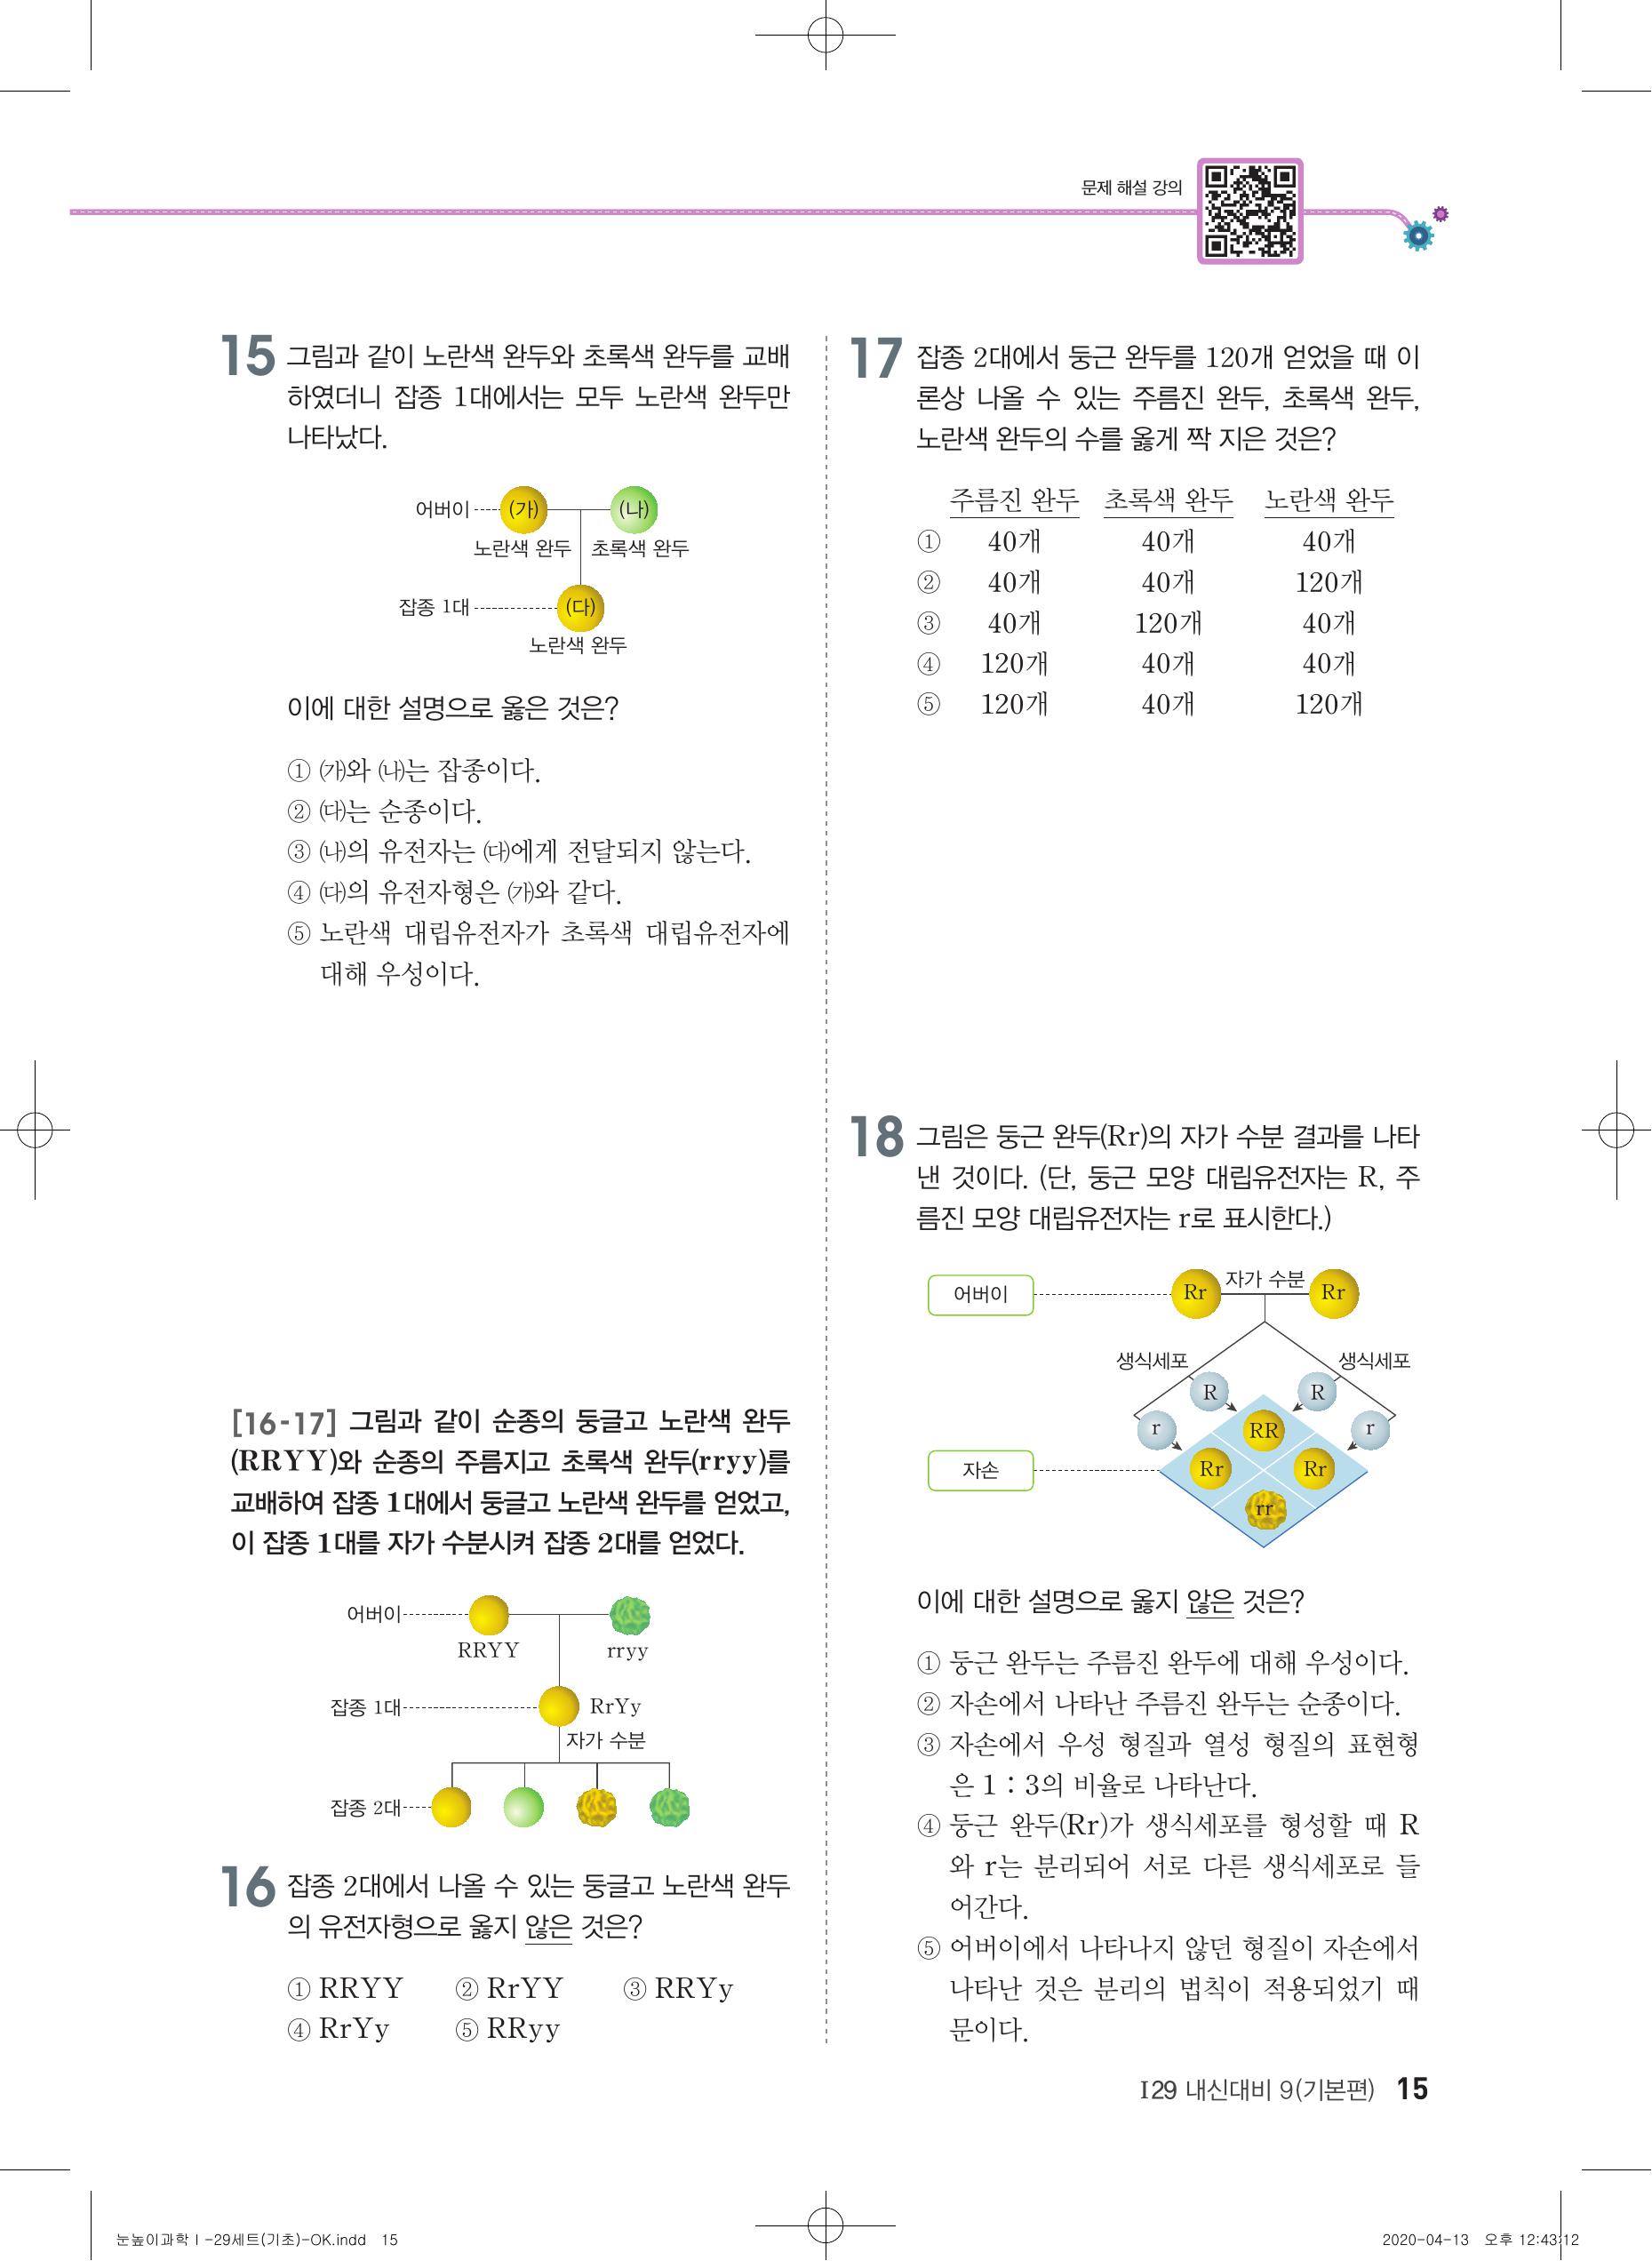 문제 해설 강의
15 그림과 같이 노란색 완두와 초록색 완두를 교배
하였더니 잡종 1대에서는 모두 노란색 완두만
나타났다.
어버이 (가) (나)
노란색 완두 초록색 완두
잡종 1대 (다)
노란색 완두
이에 대한 설명으로 옳은 것은?
① ㈎와 ㈏는 잡종이다.
② ㈐는 순종이다.
③ ㈏의 유전자는 ㈐에게 전달되지 않는다.
④ ㈐의 유전자형은 ㈎와 같다.
⑤ 노란색 대립유전자가 초록색 대립유전자에
대해 우성이다.
[16-17] 그림과 같이 순종의 둥글고 노란색 완두
(RRYY)와 순종의 주름지고 초록색 완두(rryy)를
교배하여 잡종 1대에서 둥글고 노란색 완두를 얻었고,
이 잡종 1대를 자가 수분시켜 잡종 2대를 얻었다.
어버이
RRYY rryy
잡종 1대 RrYy
자가 수분
잡종 2대
16 잡종 2대에서 나올 수 있는 둥글고 노란색 완두
의 유전자형으로 옳지 않은 것은?
① RRYY ② RrYY ③ RRYy
④ RrYy ⑤ RRyy
17 잡종 2대에서 둥근 완두를 120개 얻었을 때 이
론상 나올 수 있는 주름진 완두, 초록색 완두,
노란색 완두의 수를 옳게 짝 지은 것은?
주름진 완두 초록색 완두 노란색 완두
① 40개 40개 40개
② 40개 40개 120개
③ 40개 120개 40개
④ 120개 40개 40개
⑤ 120개 40개 120개
18 그림은 둥근 완두(Rr)의 자가 수분 결과를 나타
낸 것이다. (단, 둥근 모양 대립유전자는 R, 주
름진 모양 대립유전자는 r로 표시한다.)
어버이 Rr 자가 수분 Rr
생식세포 생식세포
R R
r RR r
자손 Rr Rr
rr
이에 대한 설명으로 옳지 않은 것은?
① 둥근 완두는 주름진 완두에 대해 우성이다.
② 자손에서 나타난 주름진 완두는 순종이다.
③ 자손에서 우성 형질과 열성 형질의 표현형
은 1 : 3의 비율로 나타난다.
④ 둥근 완두(Rr)가 생식세포를 형성할 때 R
와 r는 분리되어 서로 다른 생식세포로 들
어간다.
⑤ 어버이에서 나타나지 않던 형질이 자손에서
나타난 것은 분리의 법칙이 적용되었기 때
문이다.
I29 내신대비 9(기본편) 15
눈높이과학Ⅰ-29세트(기초)-OK.indd 15 2020-04-13 오후 12:43:12